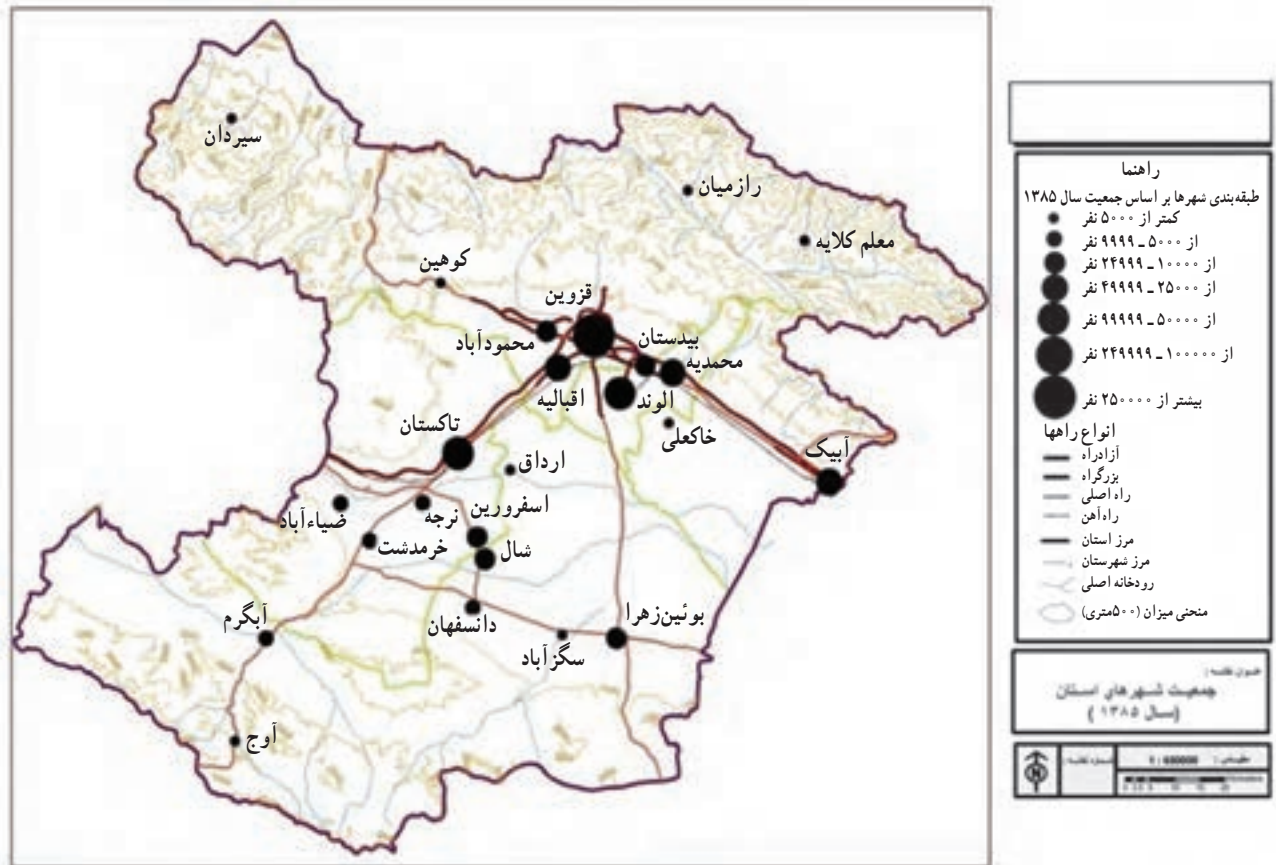 سیردان
رازمیان
معلم کلایه
کوهین
قزوین
محمودآباد
بیدستان
محمدیه
اقبالیه
الوند
خاکعلی
تاکستان
آبیک
ارداق
ضیاءآباد
نرجه
اسفرورین
خرمدشت
شال
آبگرم
دانسفهان
بوئین‌زهرا
سگزآباد
آوج
راهنما
طبقه‌بندی شهرها بر اساس جمعیت سال ۱۳۸۵
کمتر از ۵۰۰۰ نفر
از ۵۰۰۰ ـ ۹۹۹۹ نفر
از ۱۰۰۰۰ ـ ۲۴۹۹۹ نفر
از ۲۵۰۰۰ ـ ۴۹۹۹۹ نفر
از ۵۰۰۰۰ ـ ۹۹۹۹۹ نفر
از ۱۰۰۰۰۰ ـ ۲۴۹۹۹۹ نفر
بیشتر از ۲۵۰۰۰۰ نفر
انواع راهها
آزادراه
بزرگراه
راه اصلی
راه‌آهن
مرز استان
مرز شهرستان
رودخانه اصلی
منحنی میزان (۵۰۰متری)
عنوان نقشه :
جمعیت شهرهای استان
(سال ۱۳۸۵ )
N